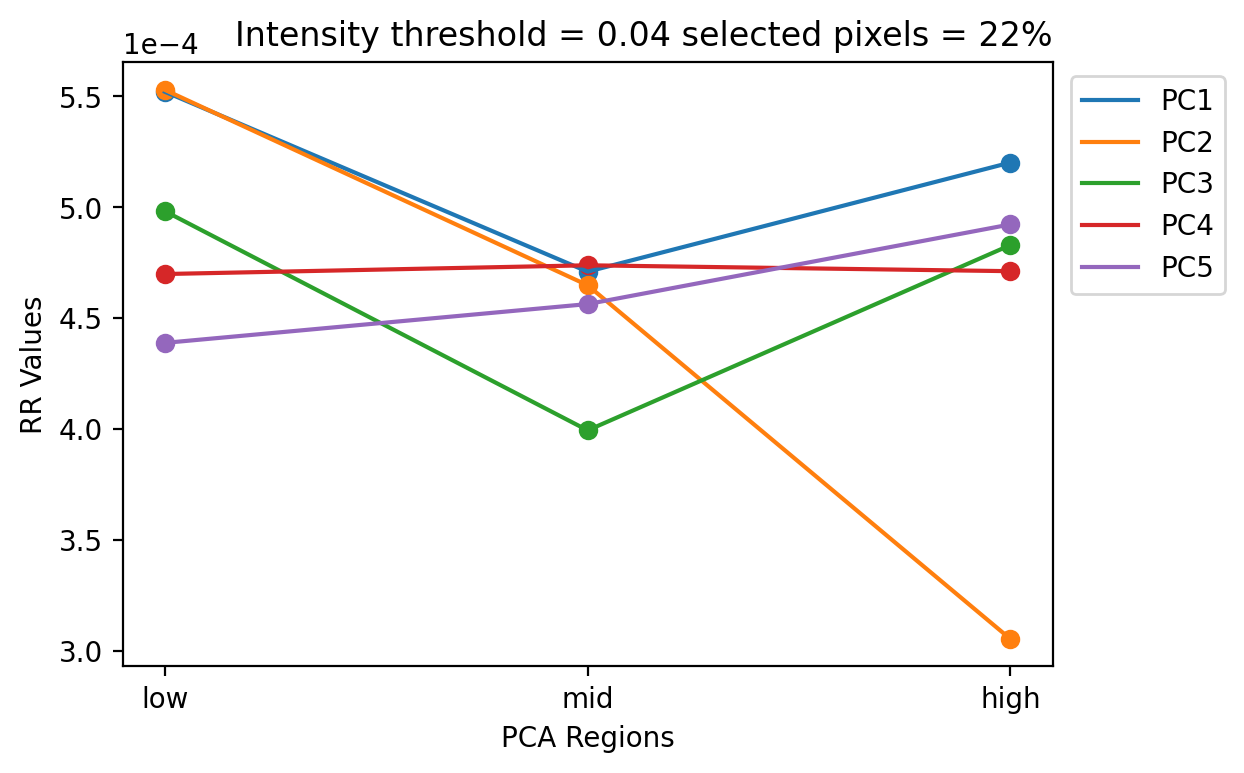 Intensity threshold = 0.04 selected pixels = 22%
1e−4
5.5
5.0
4.5
4.0
3.5
3.0
RR Values
low
mid
high
PCA Regions
PC1
PC2
PC3
PC4
PC5